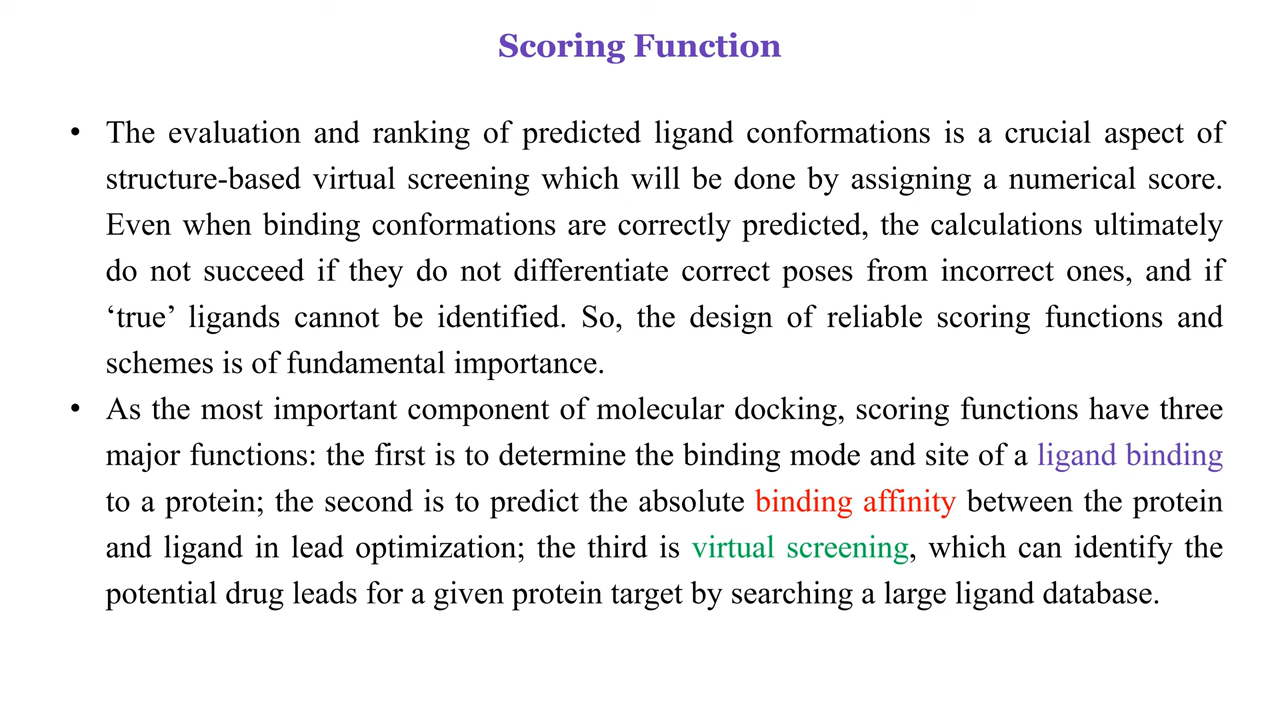 Scoring Function
• The evaluation and ranking of predicted ligand conformations is a crucial aspect of
structure-based virtual screening which will be done by assigning a numerical score.
Even when binding conformations are correctly predicted, the calculations ultimately
do not succeed if they do not differentiate correct poses from incorrect ones, and if
‘true’ ligands cannot be identified. So, the design of reliable scoring functions and
schemes is of fundamental importance.
• As the most important component of molecular docking, scoring functions have three
major functions: the first is to determine the binding mode and site of a ligand binding
to a protein; the second is to predict the absolute binding affinity between the protein
and ligand in lead optimization; the third is virtual screening, which can identify the
potential drug leads for a given protein target by searching a large ligand database.